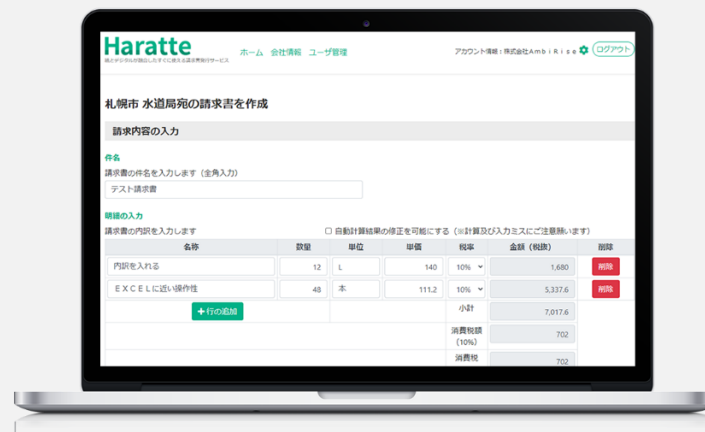 Haratte
紙とデジタルが融合したすぐに使える請求書発行サービス
ホーム 会社情報 ユーザ管理
アカウント情報：株式会社ＡｍｂｉＲｉｓｅ
ログアウト
札幌市 水道局宛の請求書を作成
請求内容の入力
件名
請求書の件名を入力します（全角入力）
テスト請求書
明細の入力
請求書の内訳を入力します
自動計算結果の修正を可能にする（※計算及び入力ミスにご注意願います）
名称 数量 単位 単価 税率 金額（税抜） 削除
内訳を入れる 12 L 140 10% 1,680 削除
ＥＸＣＥＬに近い操作性 48 本 111.2 10% 5,337.6 削除
+行の追加 小計 7,017.6
消費税額
（10%） 702
消費税 702